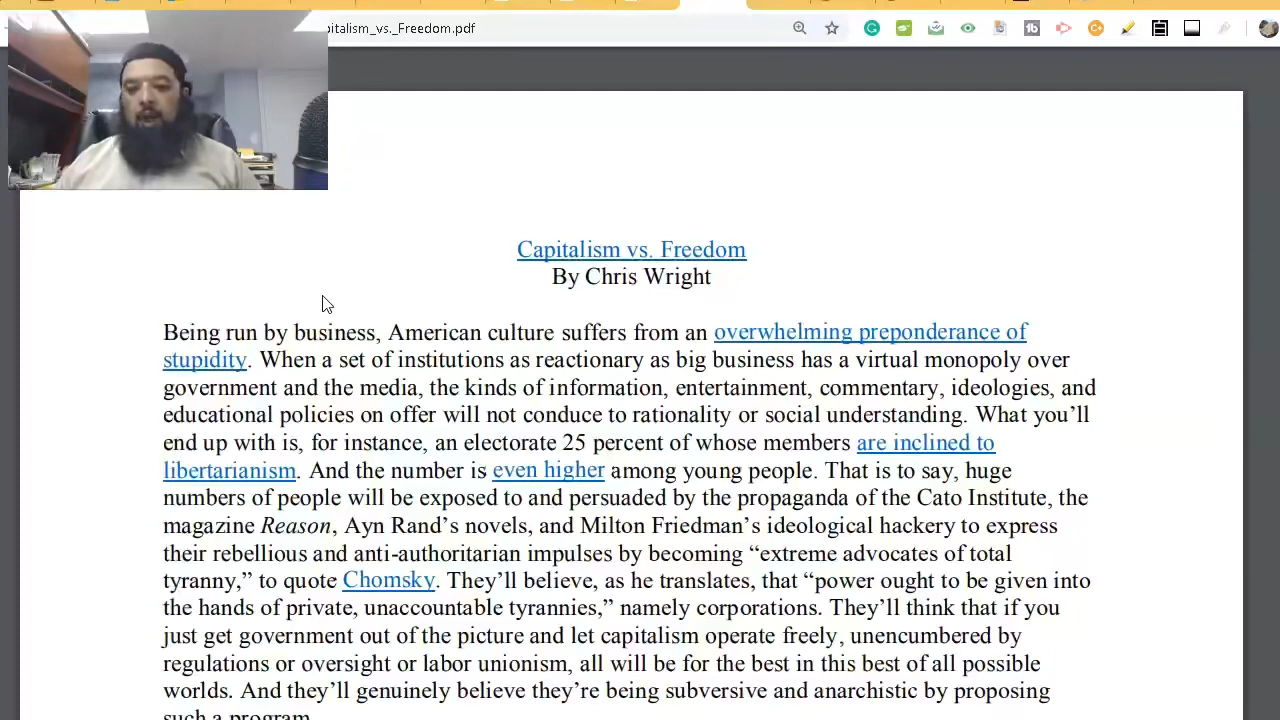 pitalism_vs._Freedom.pdf
Capitalism vs. Freedom
By Chris Wright
Being run by business, American culture suffers from an overwhelming preponderance of
stupidity. When a set of institutions as reactionary as big business has a virtual monopoly over
government and the media, the kinds of information, entertainment, commentary, ideologies, and
educational policies on offer will not conduce to rationality or social understanding. What you’ll
end up with is, for instance, an electorate 25 percent of whose members are inclined to
libertarianism. And the number is even higher among young people. That is to say, huge
numbers of people will be exposed to and persuaded by the propaganda of the Cato Institute, the
magazine Reason, Ayn Rand’s novels, and Milton Friedman’s ideological hackery to express
their rebellious and anti-authoritarian impulses by becoming “extreme advocates of total
tyranny,” to quote Chomsky. They’ll believe, as he translates, that “power ought to be given into
the hands of private, unaccountable tyrannies,” namely corporations. They’ll think that if you
just get government out of the picture and let capitalism operate freely, unencumbered by
regulations or oversight or labor unionism, all will be for the best in this best of all possible
worlds. And they’ll genuinely believe they’re being subversive and anarchistic by proposing
such a program.